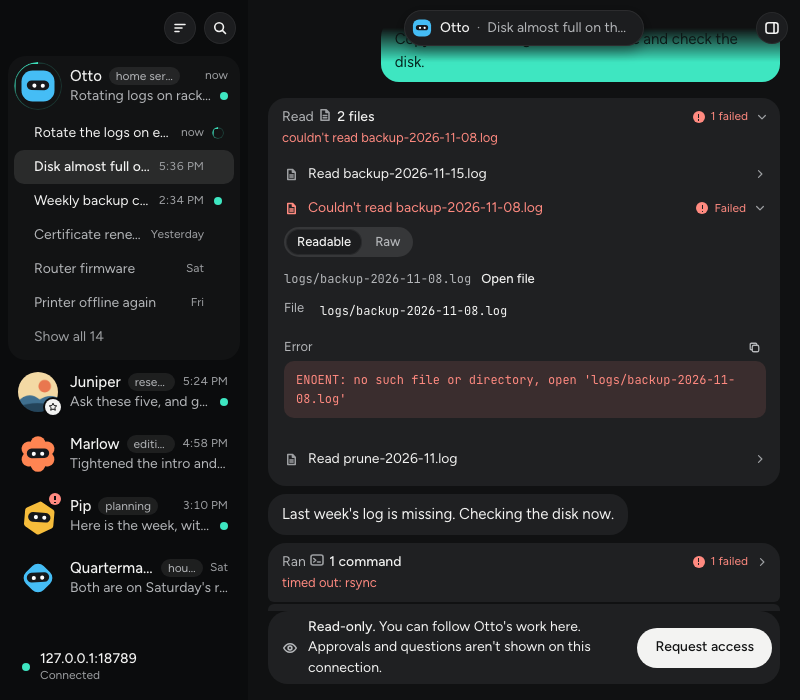 Otto home ser... now
Rotating logs on rack...
Rotate the logs on e... now
Disk almost full o... 5:36 PM
Weekly backup c... 2:34 PM
Certificate rene... Yesterday
Router firmware Sat
Printer offline again Fri
Show all 14
Juniper rese... 5:24 PM
Ask these five, and g...
Marlow editi... 4:58 PM
Tightened the intro and...
Pip planning 3:10 PM
Here is the week, wit...
Quarterma... hou... Sat
Both are on Saturday's r...
127.0.0.1:18789
Connected
Otto · Disk almost full on th...
and check the
disk.
Read 2 files 1 failed
couldn't read backup-2026-11-08.log
Read backup-2026-11-15.log
Couldn't read backup-2026-11-08.log Failed
Readable Raw
logs/backup-2026-11-08.log Open file
File logs/backup-2026-11-08.log
Error
ENOENT: no such file or directory, open 'logs/backup-2026-11-
08.log'
Read prune-2026-11.log
Last week's log is missing. Checking the disk now.
Ran 1 command 1 failed
timed out: rsync
Read-only. You can follow Otto's work here.
Approvals and questions aren't shown on this
connection.
Request access